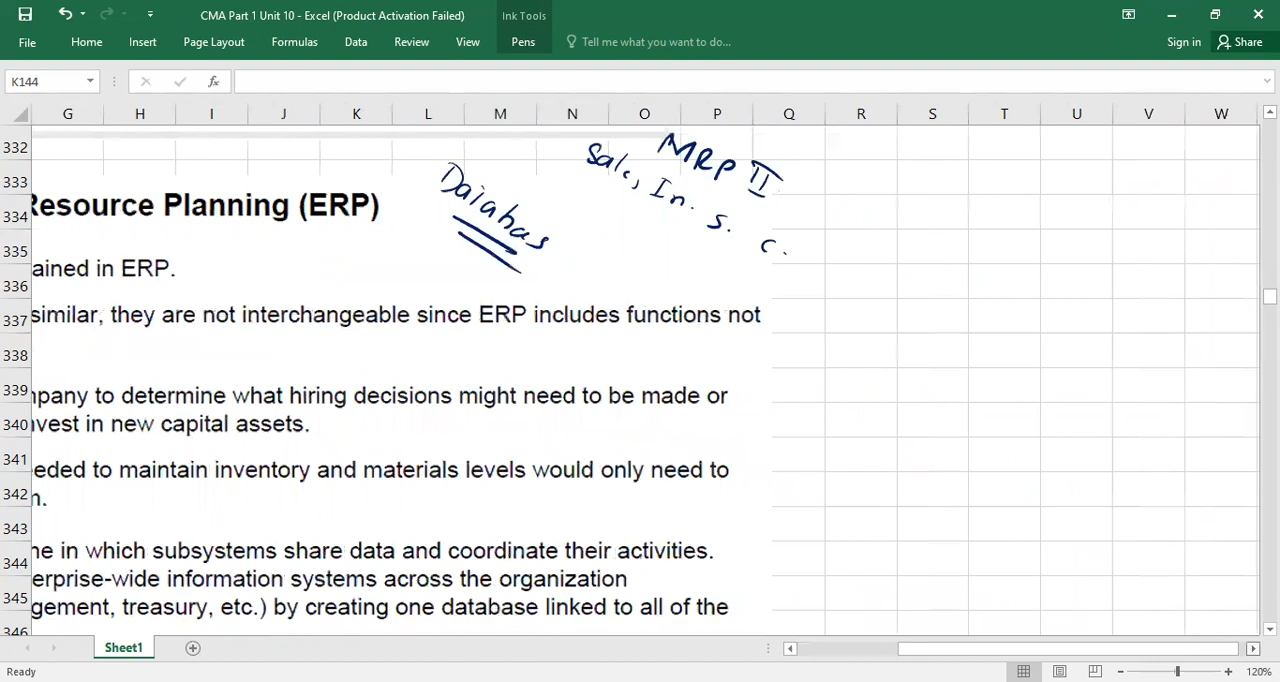 CMA Part 1 Unit 10 - Excel (Product Activation Failed)
Ink Tools
File Home Insert Page Layout Formulas Data Review View Pens Tell me what you want to do... Sign in Share
K144 fx
G H I J K L M N O P Q R S T U V W
332
333
334
335
336
337
338
339
340
341
342
343
344
345
346
MRP II
Sale, In. s. c.
Databas
Resource Planning (ERP)
ained in ERP.
similar, they are not interchangeable since ERP includes functions not
mpany to determine what hiring decisions might need to be made or
nvest in new capital assets.
eeded to maintain inventory and materials levels would only need to
n.
ne in which subsystems share data and coordinate their activities.
erprise-wide information systems across the organization
gement, treasury, etc.) by creating one database linked to all of the
Sheet1
Ready
120%